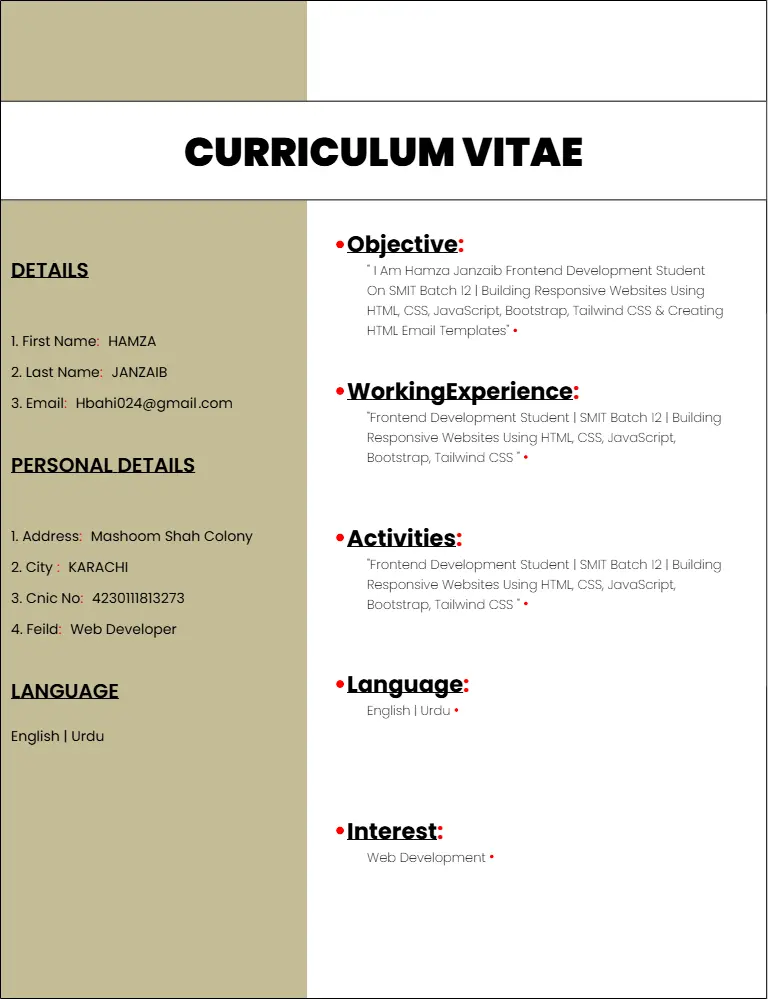 CURRICULUM VITAE
DETAILS
1. First Name: HAMZA
2. Last Name: JANZAIB
3. Email: Hbahi024@gmail.com
PERSONAL DETAILS
1. Address: Mashoom Shah Colony
2. City : KARACHI
3. Cnic No: 4230111813273
4. Feild: Web Developer
LANGUAGE
English | Urdu
•Objective:
" I Am Hamza Janzaib Frontend Development Student
On SMIT Batch 12 | Building Responsive Websites Using
HTML, CSS, JavaScript, Bootstrap, Tailwind CSS & Creating
HTML Email Templates" •
•WorkingExperience:
"Frontend Development Student | SMIT Batch 12 | Building
Responsive Websites Using HTML, CSS, JavaScript,
Bootstrap, Tailwind CSS " •
•Activities:
"Frontend Development Student | SMIT Batch 12 | Building
Responsive Websites Using HTML, CSS, JavaScript,
Bootstrap, Tailwind CSS " •
•Language:
English | Urdu •
•Interest:
Web Development •